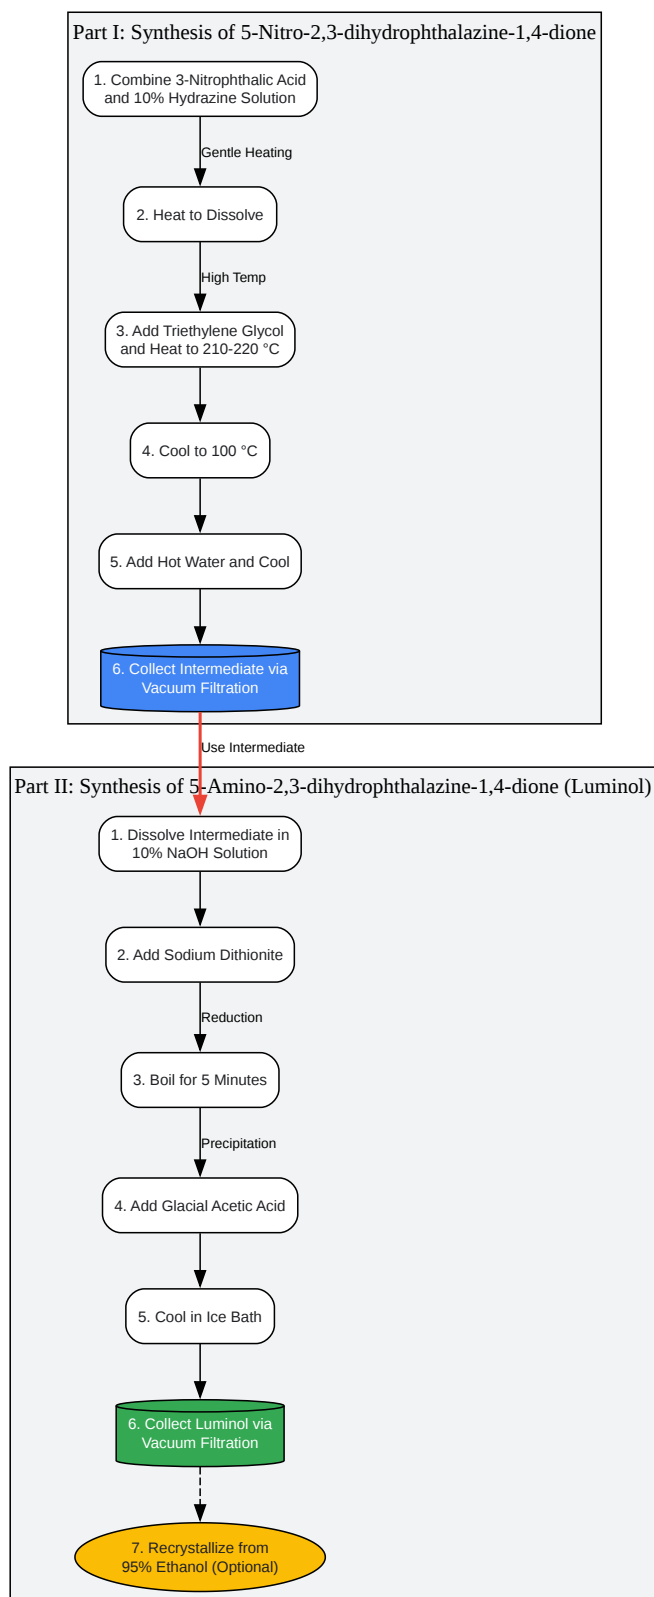 Part I: Synthesis of 5-Nitro-2,3-dihydrophthalazine-1,4-dione
1. Combine 3-Nitrophthalic Acid
and 10% Hydrazine Solution
Gentle Heating
2. Heat to Dissolve
High Temp
3. Add Triethylene Glycol
and Heat to 210-220 °C
4. Cool to 100 °C
5. Add Hot Water and Cool
6. Collect Intermediate via
Vacuum Filtration
Use Intermediate
Part II: Synthesis of 5-Amino-2,3-dihydrophthalazine-1,4-dione (Luminol)
1. Dissolve Intermediate in
10% NaOH Solution
2. Add Sodium Dithionite
Reduction
3. Boil for 5 Minutes
Precipitation
4. Add Glacial Acetic Acid
5. Cool in Ice Bath
6. Collect Luminol via
Vacuum Filtration
7. Recrystallize from
95% Ethanol (Optional)